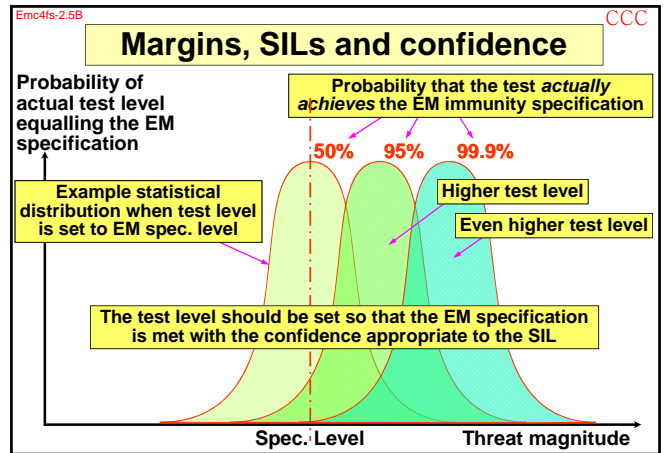 Emc4fs-2.5B
CCC
Margins, SILs and confidence
Probability of
actual test level
equalling the EM
specification
Probability that the test actually
achieves the EM immunity specification
50% 95% 99.9%
Example statistical
distribution when test level
is set to EM spec. level
Higher test level
Even higher test level
The test level should be set so that the EM specification
is met with the confidence appropriate to the SIL
Spec. Level
Threat magnitude